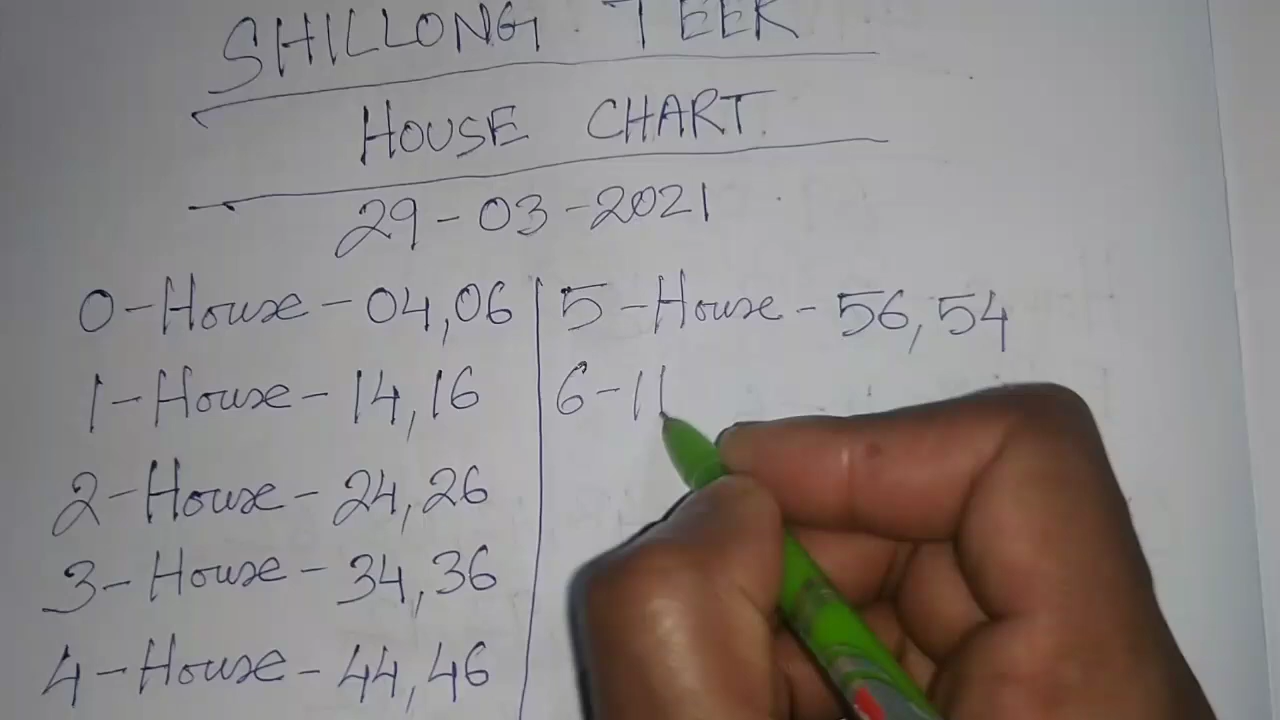 SHILLONG TEER
HOUSE CHART
29-03-2021
0-House-04,06
1-House-14,16
2-House-24,26
3-House-34,36
4-House-44,46
5-House-56,54
6-